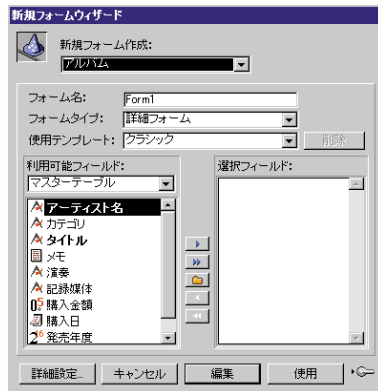 新規フォームウィザード
新規フォーム作成:
アルバム
フォーム名: Form1
フォームタイプ: 詳細フォーム
使用テンプレート: クラシック 削除
利用可能フィールド: 選択フィールド:
マスターテーブル
アーティスト名
カテゴリ
タイトル
メモ
演奏
記録媒体
購入金額
購入日
発売年度
詳細設定... キャンセル 編集 使用